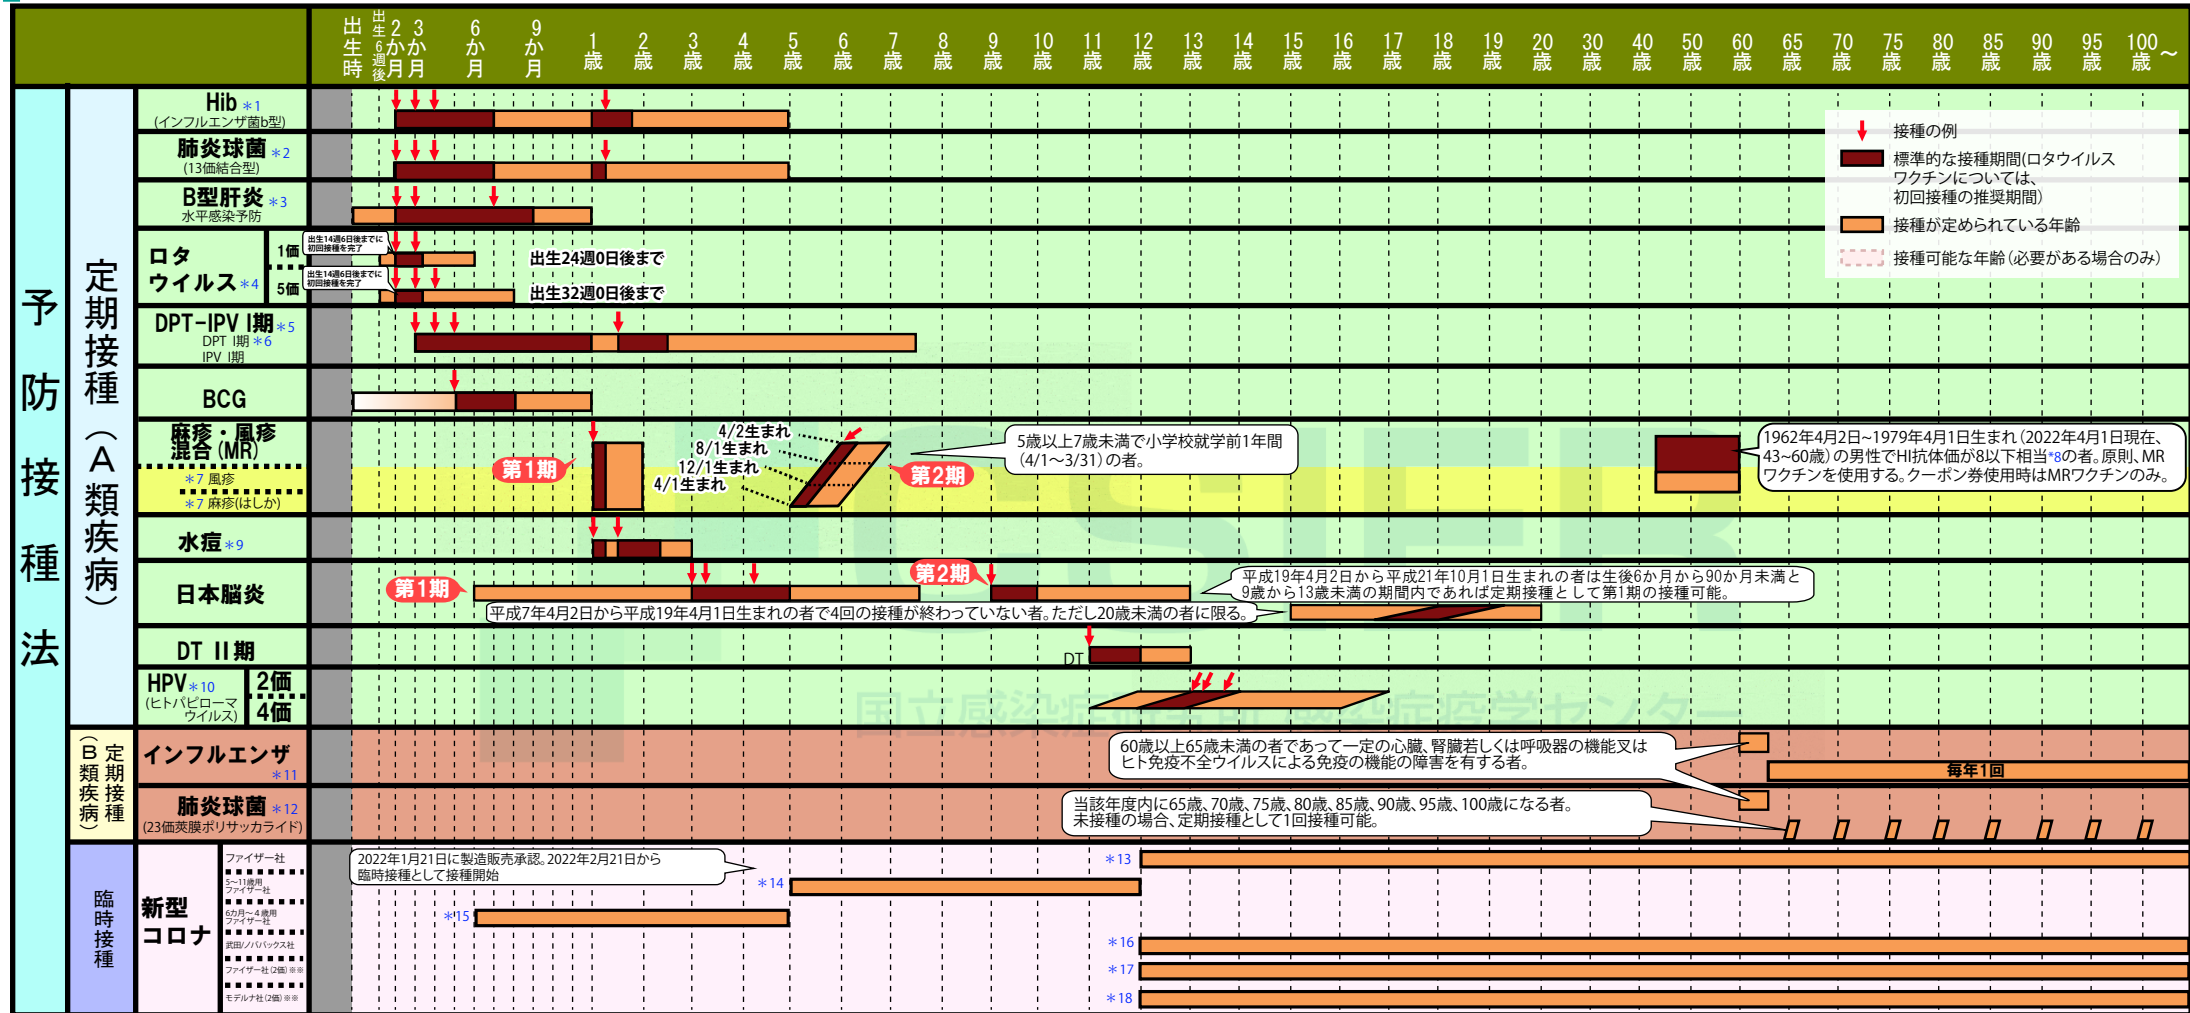 出生時
出生6週後
2か月
3か月
6か月
9か月
1歳
2歳
3歳
4歳
5歳
6歳
7歳
8歳
9歳
10歳
11歳
12歳
13歳
14歳
15歳
16歳
17歳
18歳
19歳
20歳
30歳
40歳
50歳
60歳
65歳
70歳
75歳
80歳
85歳
90歳
95歳
100歳～
予防接種法
定期接種（A類疾病）
Hib *1
(インフルエンザ菌b型)
肺炎球菌 *2
(13価結合型)
B型肝炎 *3
水平感染予防
ロタ
ウイルス *4
1価
5価
出生14週6日後までに
初回接種を完了
出生24週0日後まで
出生14週6日後までに
初回接種を完了
出生32週0日後まで
DPT-IPV I期 *5
DPT I期 *6
IPV I期
BCG
麻疹・風疹
混合(MR)
*7 風疹
*7 麻疹(はしか)
第1期
4/2生まれ
8/1生まれ
12/1生まれ
4/1生まれ
第2期
5歳以上7歳未満で小学校就学前1年間
（4/1～3/31）の者。
1962年4月2日~1979年4月1日生まれ（2022年4月1日現在、
43~60歳）の男性でHI抗体価が8以下相当*8の者。原則、MR
ワクチンを使用する。クーポン券使用時はMRワクチンのみ。
水痘 *9
日本脳炎
第1期
第2期
平成19年4月2日から平成21年10月1日生まれの者は生後6か月から90か月未満と
9歳から13歳未満の期間内であれば定期接種として第1期の接種可能。
平成7年4月2日から平成19年4月1日生まれの者で4回の接種が終わっていない者。ただし20歳未満の者に限る。
DT II期
DT
HPV *10
(ヒトパピローマ
ウイルス)
2価
4価
接種の例
標準的な接種期間(ロタウイルス
ワクチンについては、
初回接種の推奨期間)
接種が定められている年齢
接種可能な年齢（必要がある場合のみ）
FCSIER
国立感染症研究所 感染症疫学センター
定期接種（B類疾病）
インフルエンザ
*11
60歳以上65歳未満の者であって一定の心臓、腎臓若しくは呼吸器の機能又は
ヒト免疫不全ウイルスによる免疫の機能の障害を有する者。
毎年1回
肺炎球菌 *12
(23価莢膜ポリサッカライド)
当該年度内に65歳、70歳、75歳、80歳、85歳、90歳、95歳、100歳になる者。
未接種の場合、定期接種として1回接種可能。
臨時接種
新型
コロナ
ファイザー社
*13
2022年1月21日に製造販売承認。2022年2月21日から
臨時接種として接種開始
5～11歳用
ファイザー社
*14
6カ月～４歳用
ファイザー社
*15
武田/ノババックス社
*16
ファイザー社(2価)※※
*17
モデルナ社(2価)※※
*18